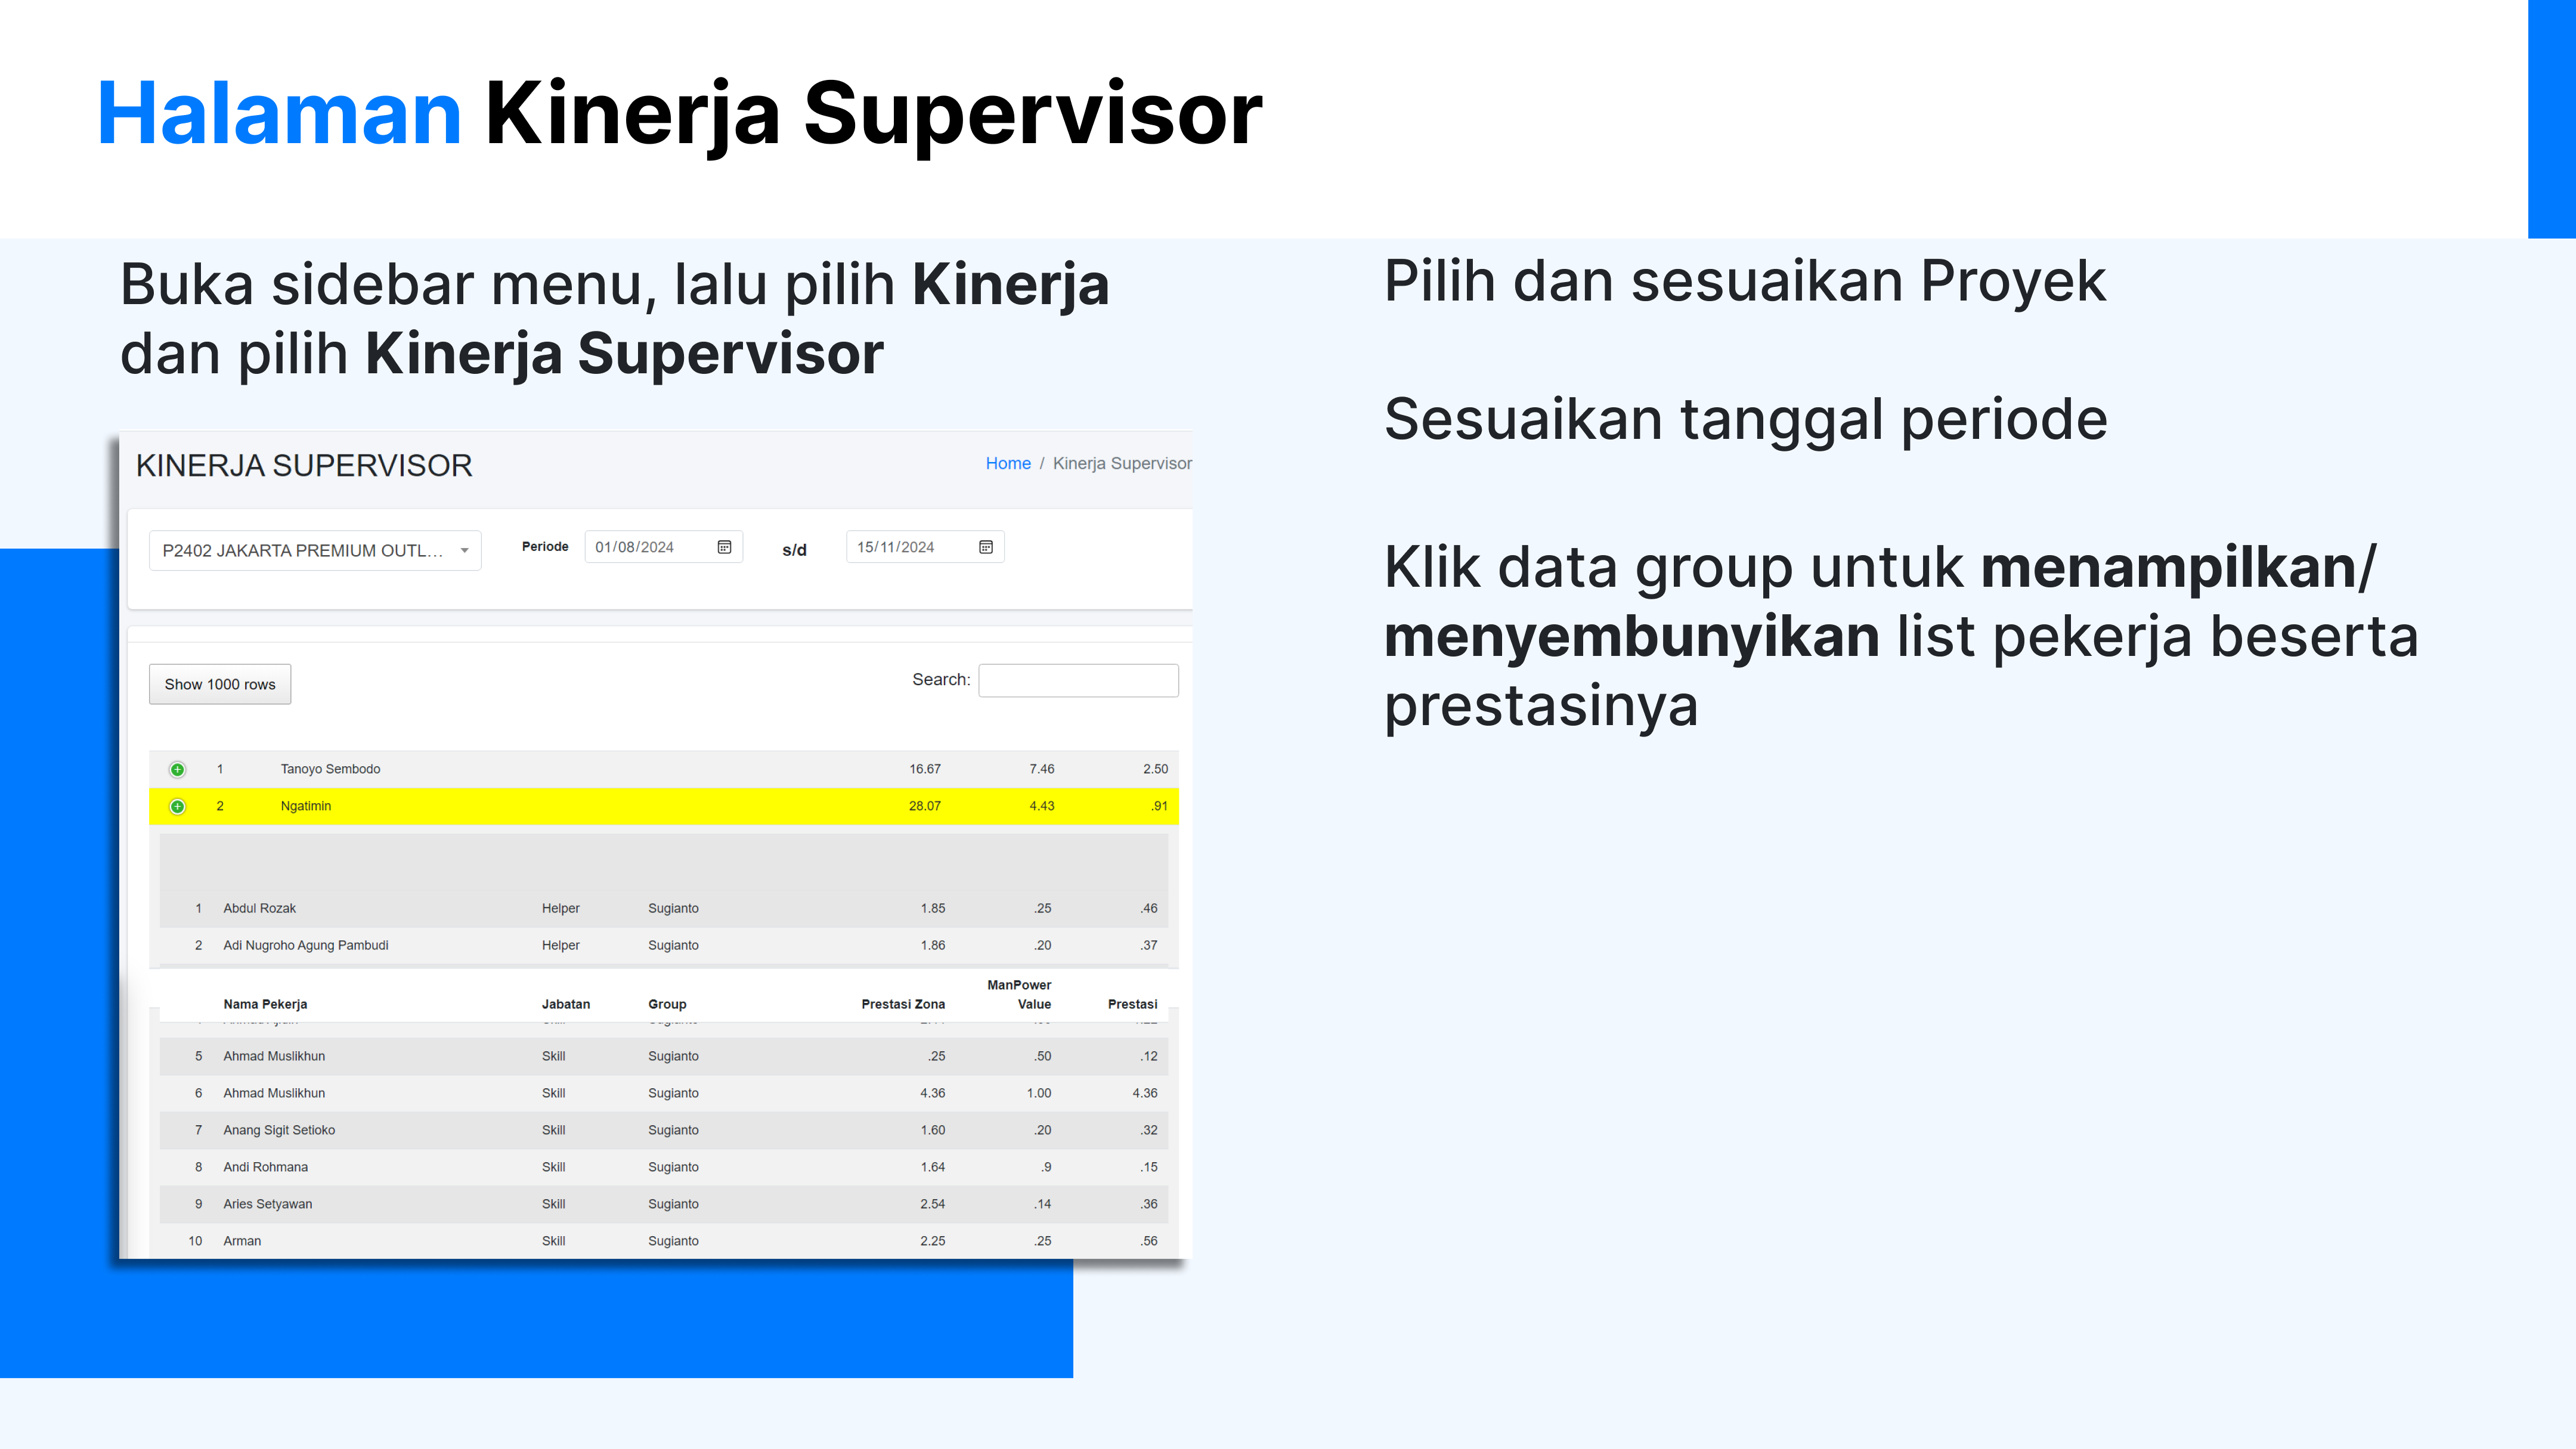 Halaman Kinerja Supervisor
Buka sidebar menu, lalu pilih Kinerja
dan pilih Kinerja Supervisor
KINERJA SUPERVISOR
Home / Kinerja Supervisor
P2402 JAKARTA PREMIUM OUTL...
Periode 01/08/2024 s/d 15/11/2024
Show 1000 rows
Search:
1 Tanoyo Sembodo 16.67 7.46 2.50
2 Ngatimin 28.07 4.43 .91
1 Abdul Rozak Helper Sugianto 1.85 .25 .46
2 Adi Nugroho Agung Pambudi Helper Sugianto 1.86 .20 .37
ManPower
Nama Pekerja Jabatan Group Prestasi Zona Value Prestasi
5 Ahmad Muslikhun Skill Sugianto .25 .50 .12
6 Ahmad Muslikhun Skill Sugianto 4.36 1.00 4.36
7 Anang Sigit Setioko Skill Sugianto 1.60 .20 .32
8 Andi Rohmana Skill Sugianto 1.64 .9 .15
9 Aries Setyawan Skill Sugianto 2.54 .14 .36
10 Arman Skill Sugianto 2.25 .25 .56
Pilih dan sesuaikan Proyek
Sesuaikan tanggal periode
Klik data group untuk menampilkan/
menyembunyikan list pekerja beserta
prestasinya